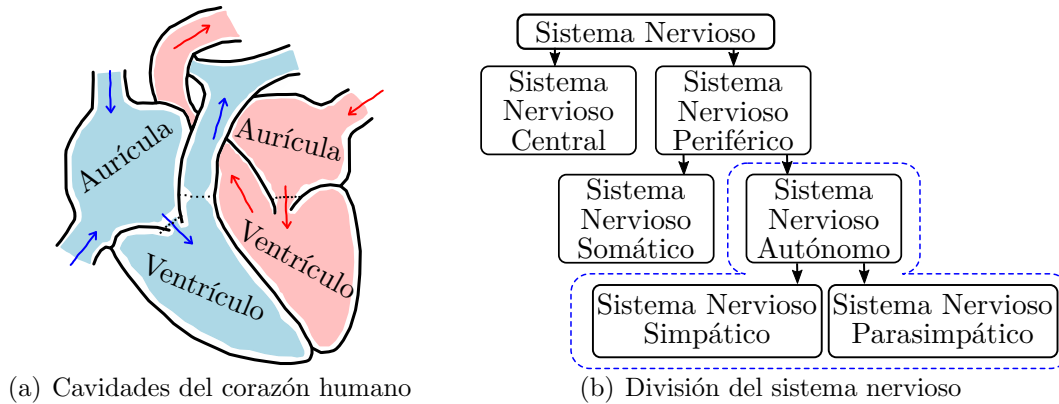 Aurícula
Aurícula
Ventrículo
Ventrículo
(a) Cavidades del corazón humano
Sistema Nervioso
Sistema
Nervioso
Central
Sistema
Nervioso
Periférico
Sistema
Nervioso
Somático
Sistema
Nervioso
Autónomo
Sistema Nervioso
Simpático
Sistema Nervioso
Parasimpático
(b) División del sistema nervioso